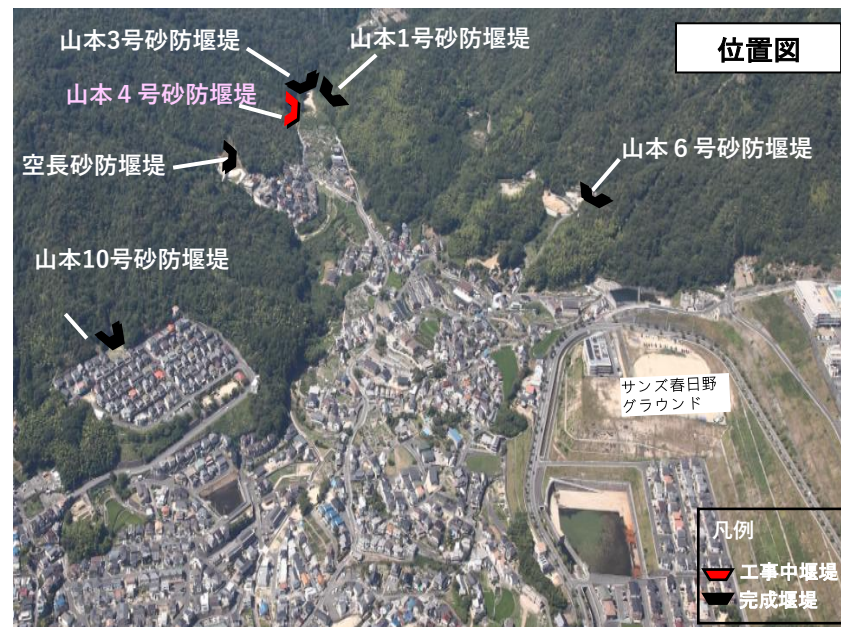 位置図
山本3号砂防堰堤
山本1号砂防堰堤
山本４号砂防堰堤
空長砂防堰堤
山本６号砂防堰堤
山本10号砂防堰堤
サンズ春日野
グラウンド
凡例
工事中堰堤
完成堰堤